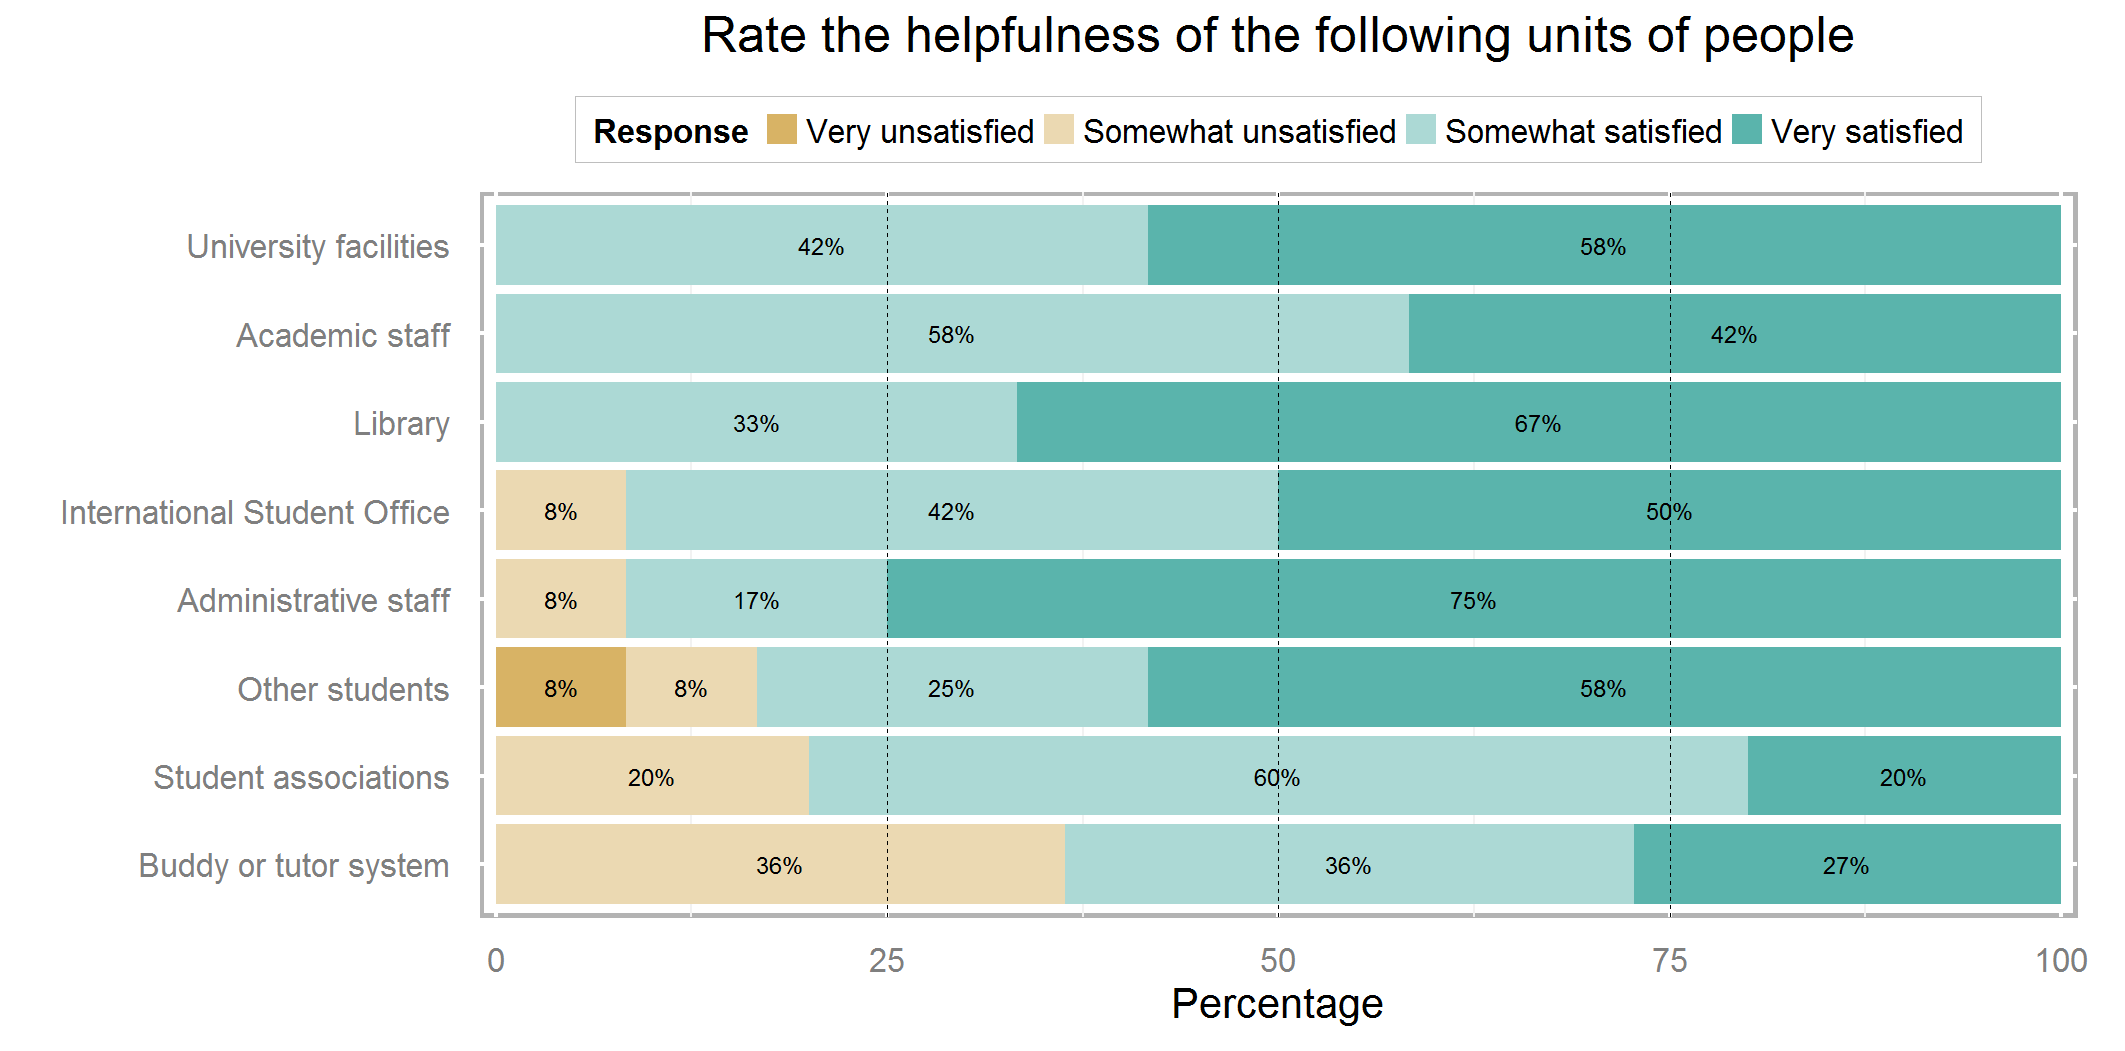 Rate the helpfulness of the following units of people
Response Very unsatisfied Somewhat unsatisfied Somewhat satisfied Very satisfied
University facilities 42% 58%
Academic staff 58% 42%
Library 33% 67%
International Student Office 8% 42% 50%
Administrative staff 8% 17% 75%
Other students 8% 8% 25% 58%
Student associations 20% 60% 20%
Buddy or tutor system 36% 36% 27%
0 25 50 75 100
Percentage